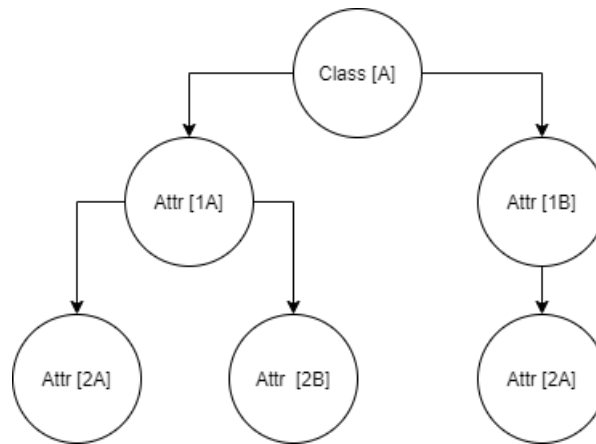 Class [A]
Attr [1A]
Attr [1B]
Attr [2A]
Attr [2B]
Attr [2A]